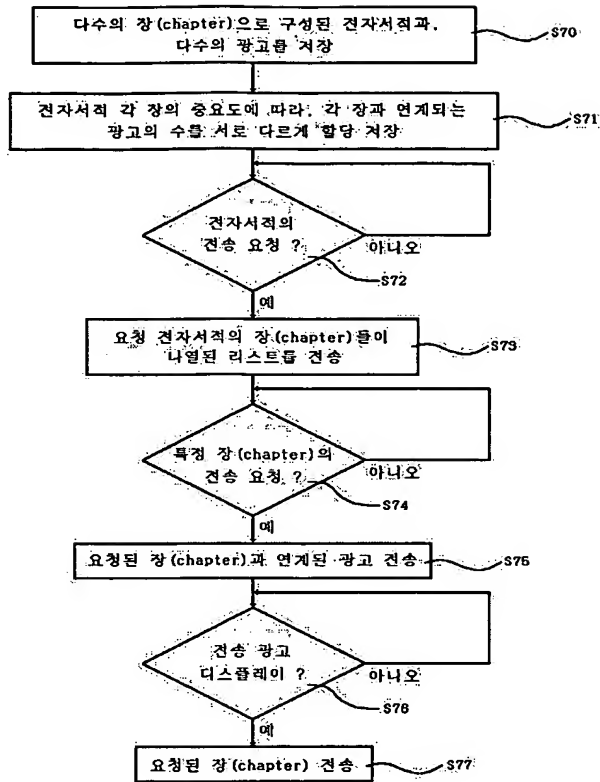 다수의 장(chapter)으로 구성된 전자서적과,
다수의 광고를 저장
S70
전자서적 각 장의 중요도에 따라, 각 장과 연계되는
광고의 수를 서로 다르게 할당 저장
S71
전자서적의
전송 요청 ?
아니오
S72
예
요청 전자서적의 장(chapter)들이
나열된 리스트를 전송
S73
특정 장(chapter)의
전송 요청 ?
아니오
S74
예
요청된 장(chapter)과 연계된 광고 전송
S75
전송 광고
디스플레이 ?
아니오
S76
예
요청된 장(chapter) 전송
S77